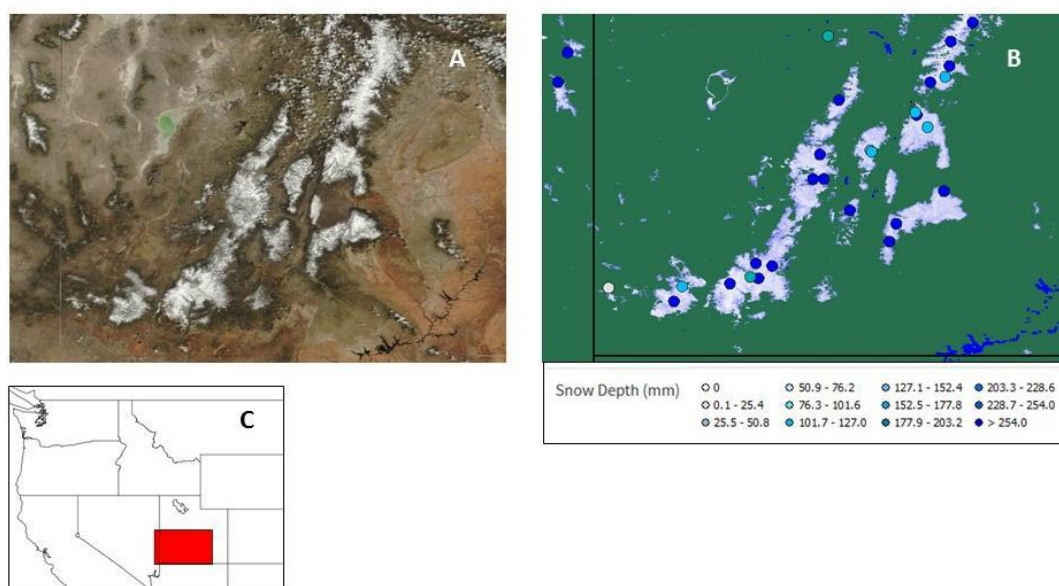 A
B
Snow Depth (mm)
0
50.9 - 76.2
127.1 - 152.4
203.3 - 228.6
0.1 - 25.4
76.3 - 101.6
152.5 - 177.8
228.7 - 254.0
25.5 - 50.8
101.7 - 127.0
177.9 - 203.2
> 254.0
C